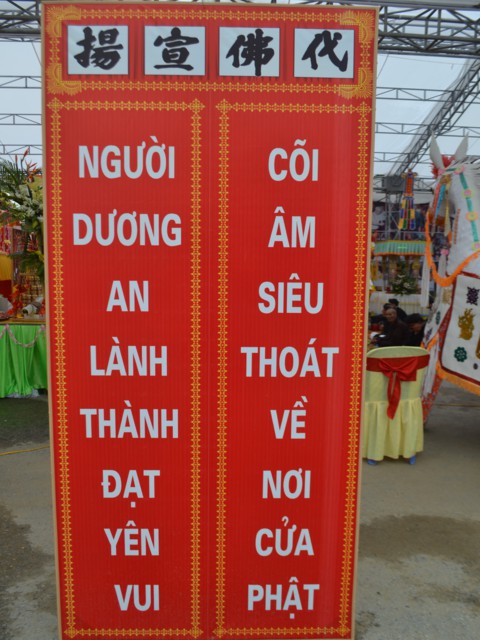 代佛宣揚
CÕI ÂM SIÊU THOÁT VỀ NƠI CỬA PHẬT
NGƯỜI DƯƠNG AN LÀNH THÀNH ĐẠT YÊN VUI